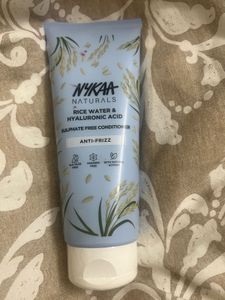 NYKAA
NATURALS
RICE WATER &
HYALURONIC ACID
SULPHATE FREE CONDITIONER
ANTI-FRIZZ